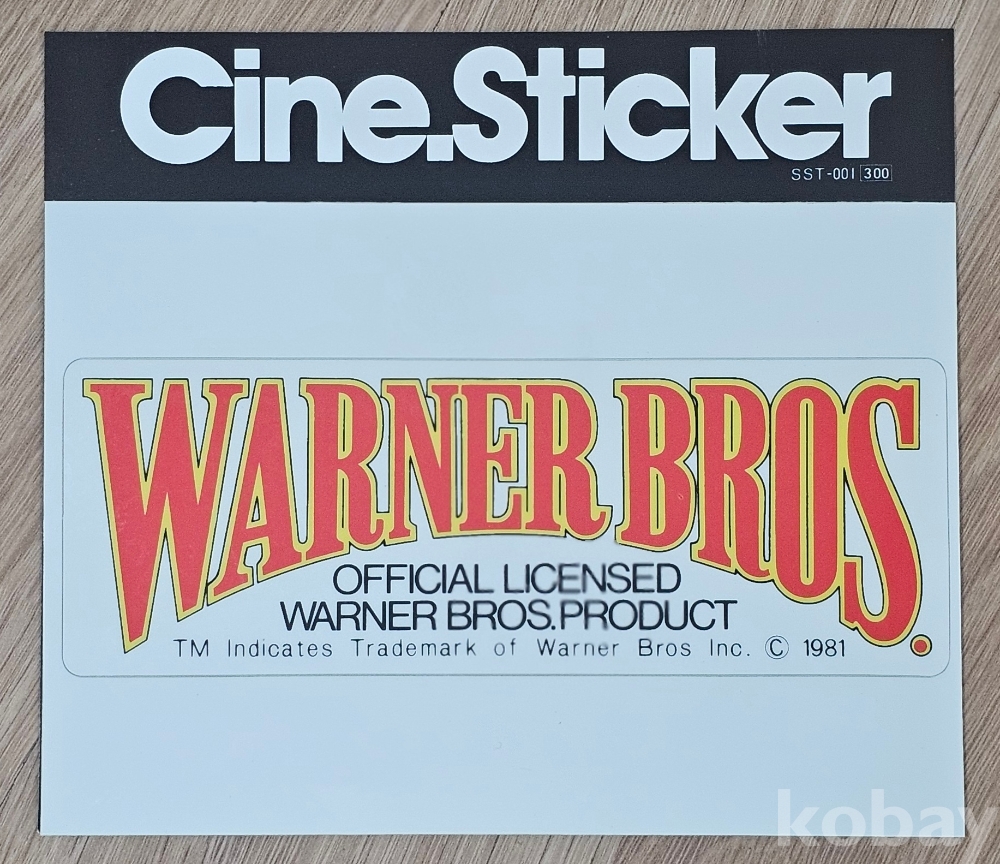 Cine.Sticker
SST-001 300
WARNER BROS.
OFFICIAL LICENSED
WARNER BROS.PRODUCT
TM Indicates Trademark of Warner Bros Inc. © 1981
kobay